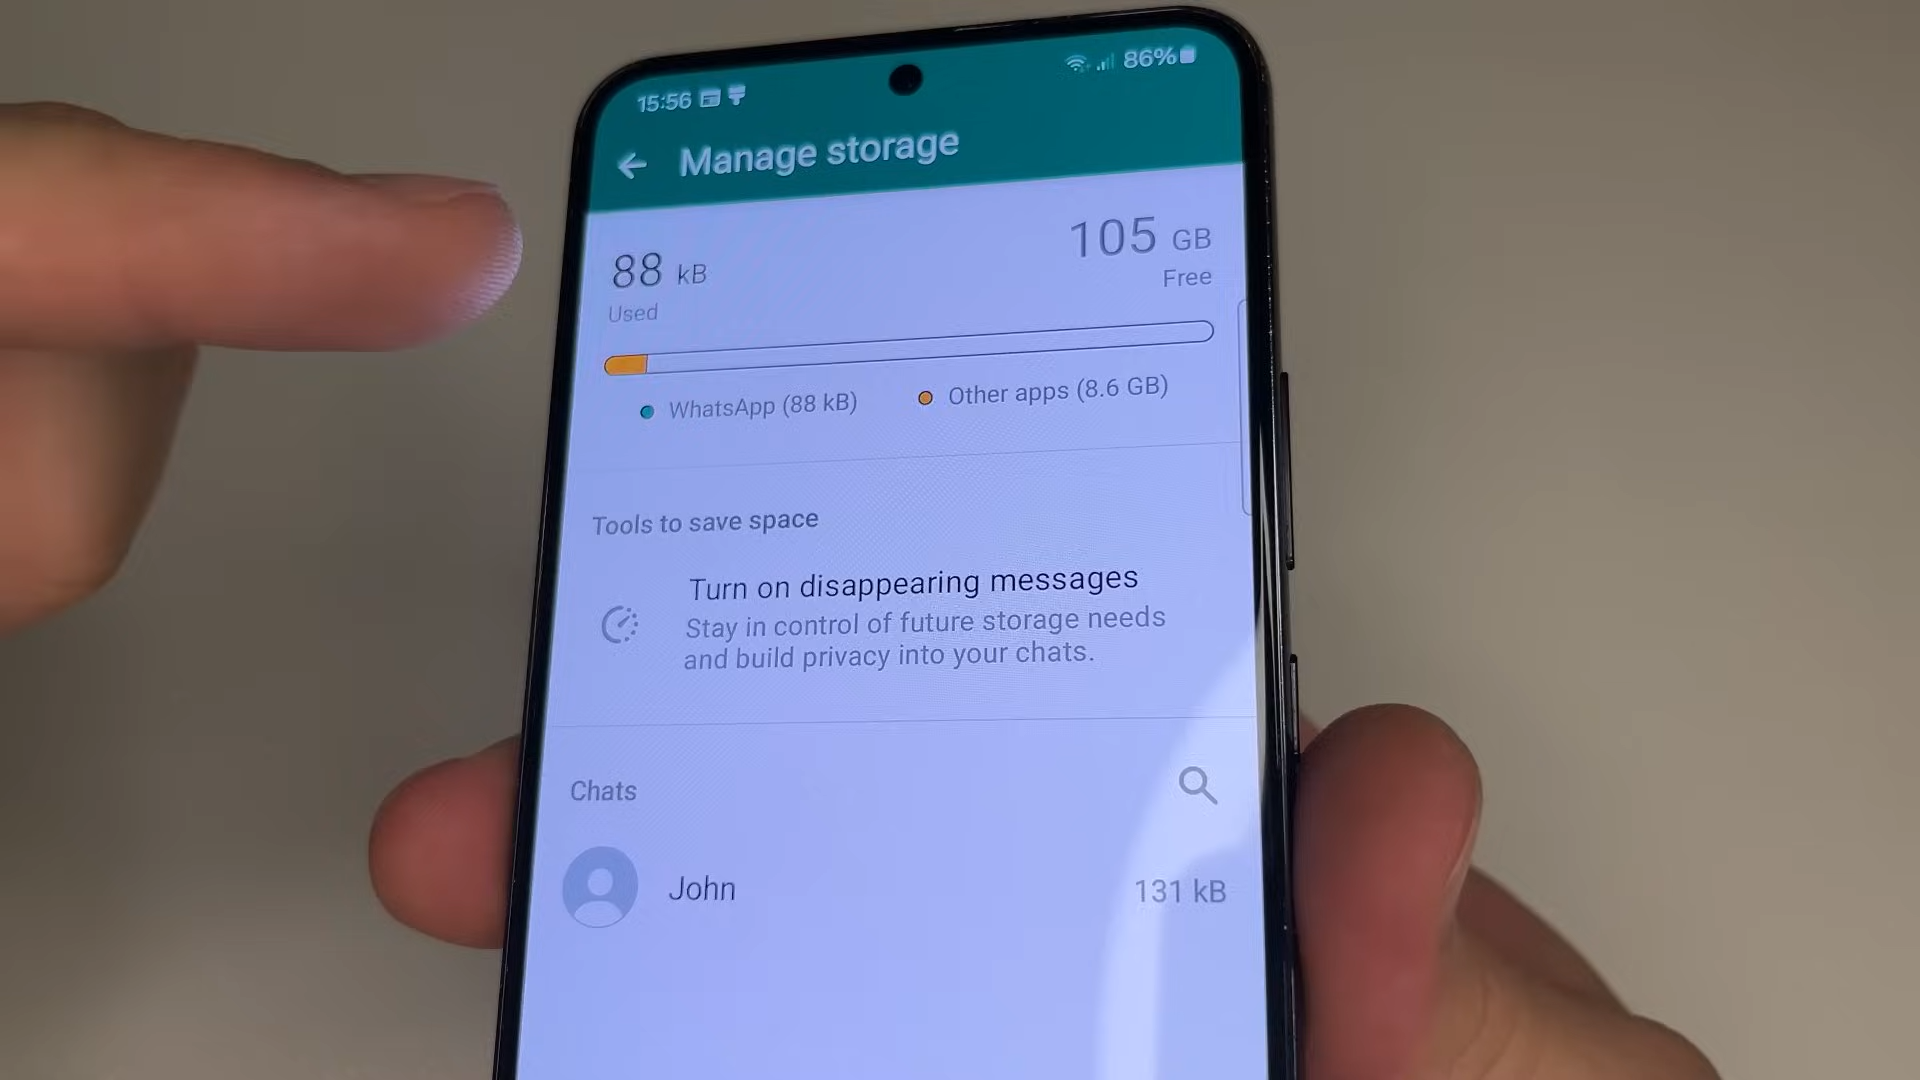 15:56
86%
Manage storage
88 kB
105 GB
Used
Free
WhatsApp (88 kB)
Other apps (8.6 GB)
Tools to save space
Turn on disappearing messages
Stay in control of future storage needs
and build privacy into your chats.
Chats
John
131 kB